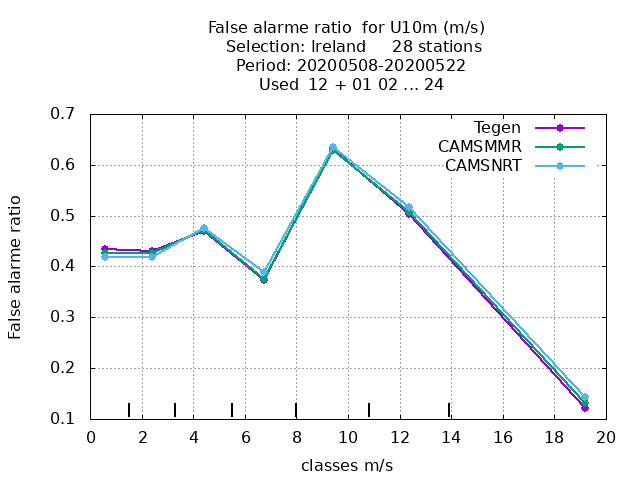 False alarme ratio  for U10m (m/s)
Selection: Ireland     28 stations
Period: 20200508-20200522
Used  12 + 01 02 ... 24
Tegen
CAMSMMR
CAMSNRT
False alarme ratio
0.7
0.6
0.5
0.4
0.3
0.2
0.1
0 2 4 6 8 10 12 14 16 18 20
classes m/s